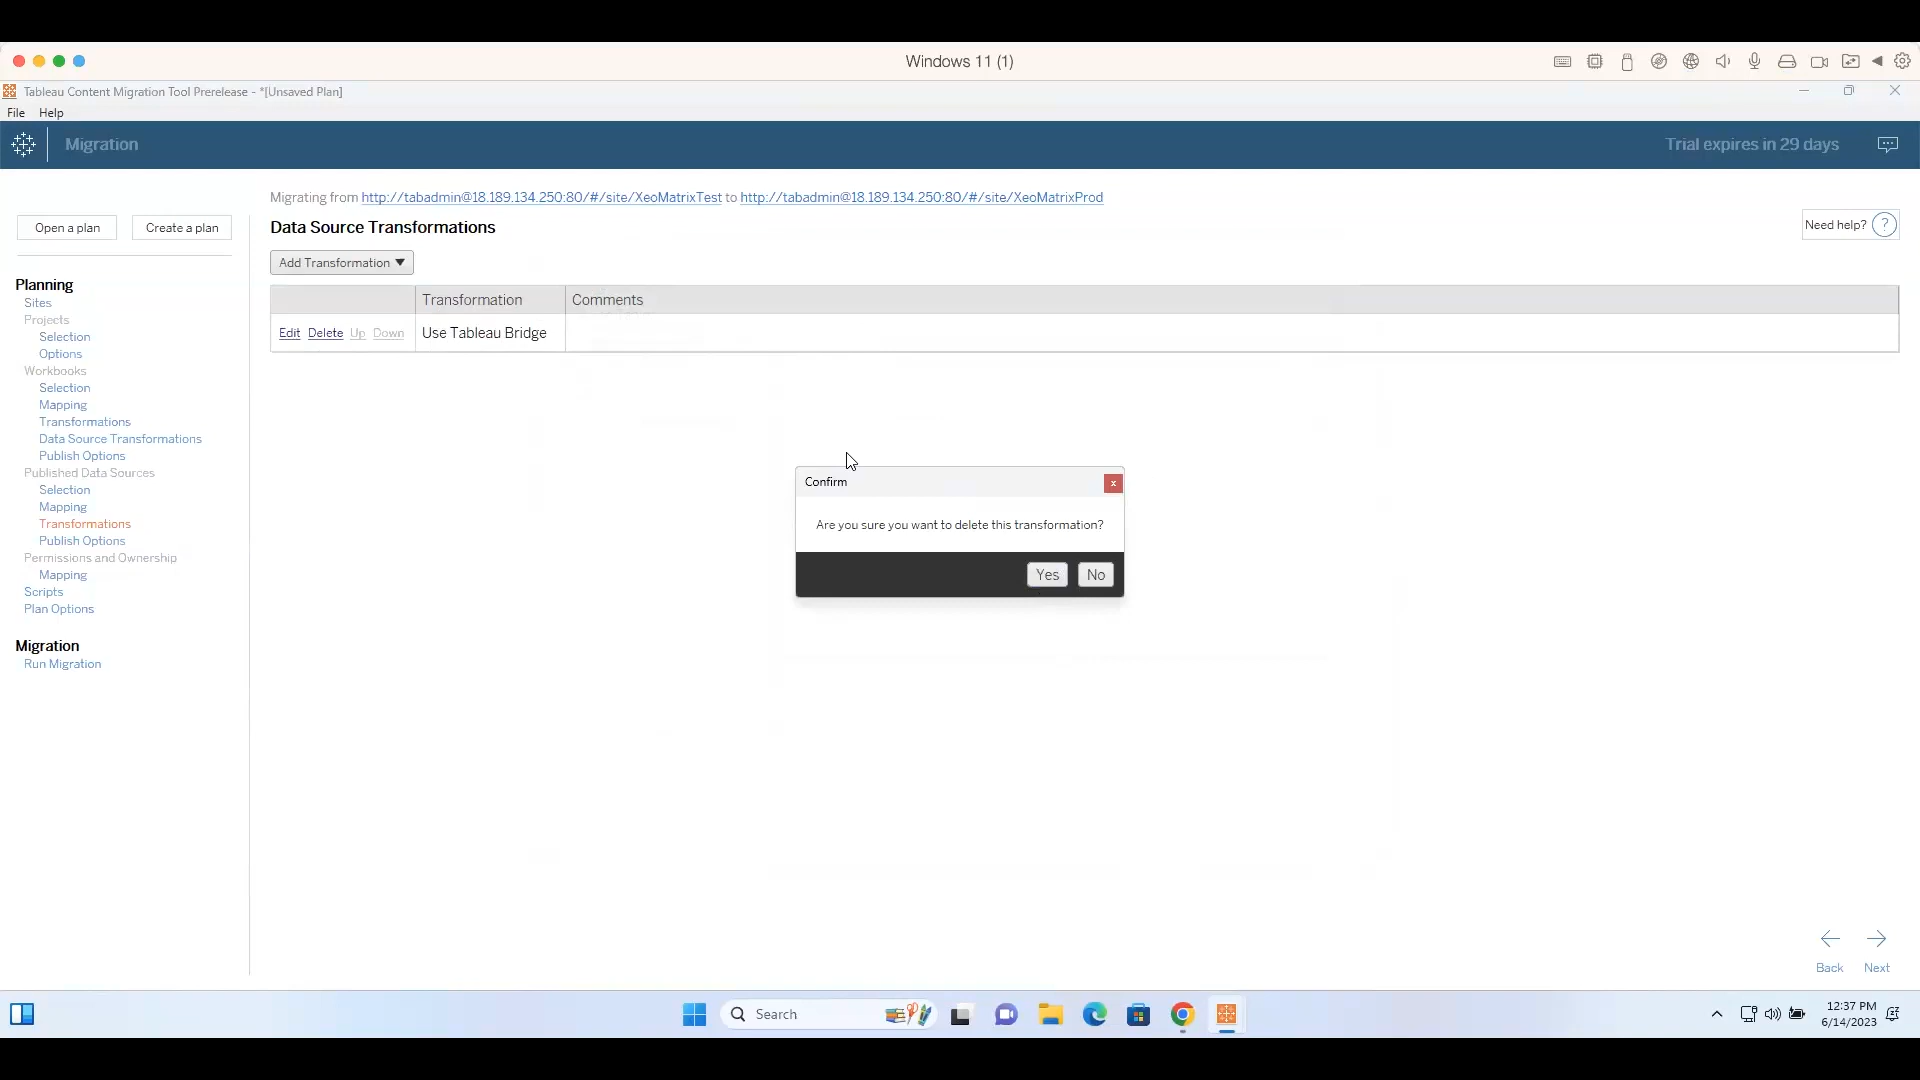 Windows 11 (1)
Tableau Content Migration Tool Prerelease - *[Unsaved Plan]
File Help
Migration
Trial expires in 29 days
Migrating from http://tabadmin@18.189.134.250:80/#/site/XeoMatrixTest to http://tabadmin@18.189.134.250:80/#/site/XeoMatrixProd
Open a plan
Create a plan
Data Source Transformations
Need help? ?
Add Transformation
Transformation Comments
Edit Delete Up Down Use Tableau Bridge
Planning
Sites
Projects
Selection
Options
Workbooks
Selection
Mapping
Transformations
Data Source Transformations
Publish Options
Published Data Sources
Selection
Mapping
Transformations
Publish Options
Permissions and Ownership
Mapping
Scripts
Plan Options
Migration
Run Migration
Confirm
x
Are you sure you want to delete this transformation?
Yes No
Back Next
Search
12:37 PM
6/14/2023